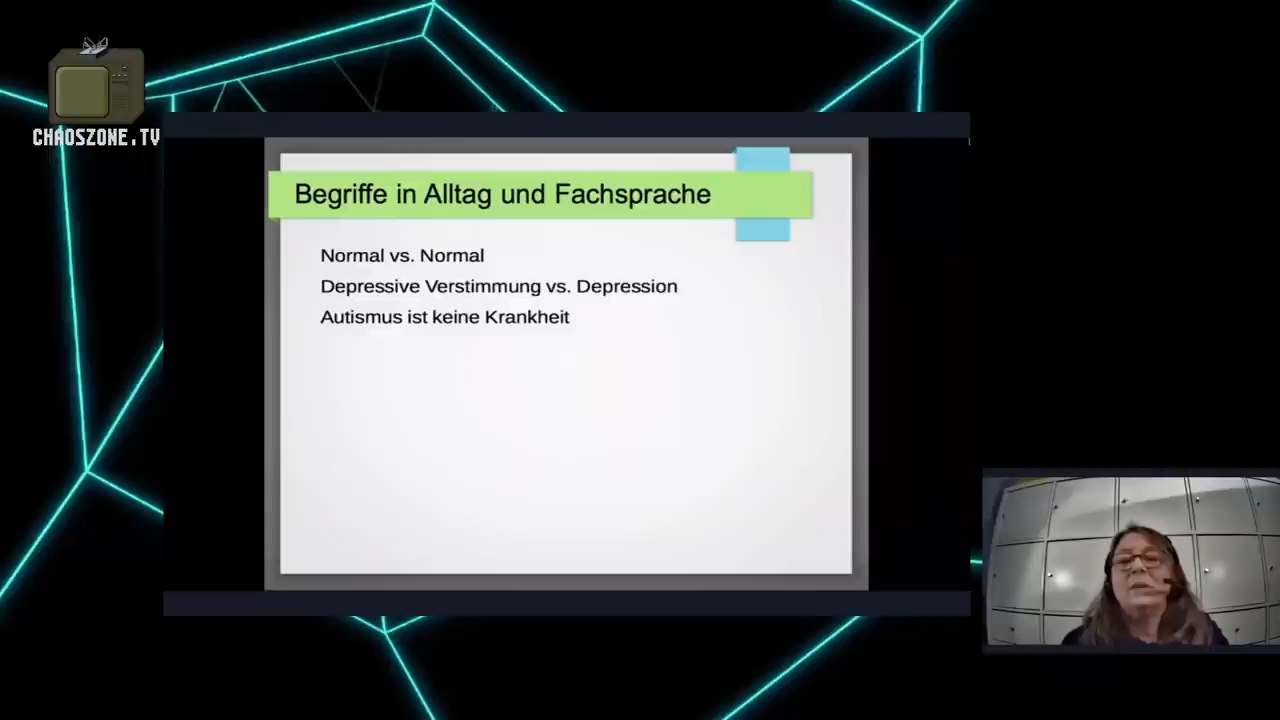 CHAOSZONE.TV
Begriffe in Alltag und Fachsprache
Normal vs. Normal
Depressive Verstimmung vs. Depression
Autismus ist keine Krankheit